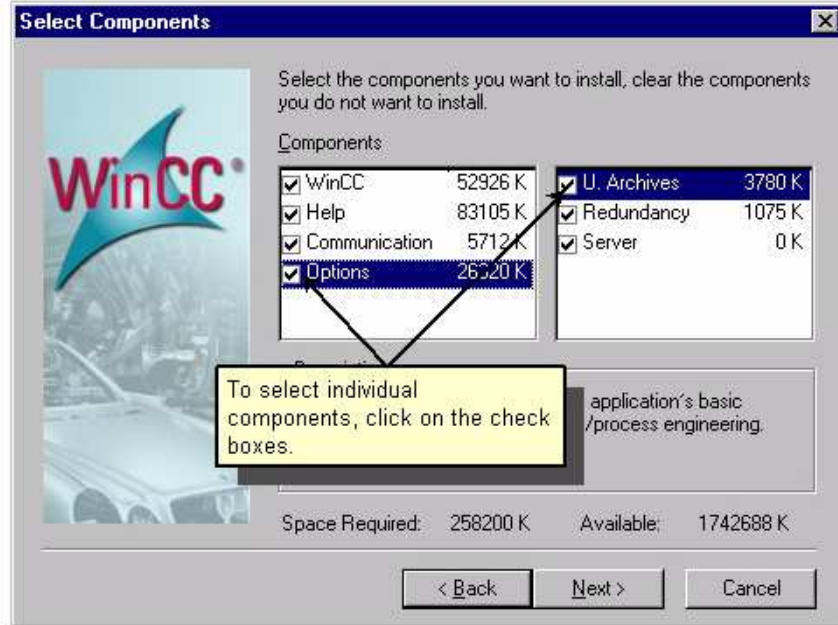 Select Components
WinCC
Select the components you want to install, clear the components
you do not want to install.
Components
WinCC 52926 K
Help 83105 K
Communication 5712 K
Options K
U. Archives 3780 K
Redundancy 1075 K
Server 0 K
To select individual
components, click on the check
boxes.
application's basic
/process engineering.
Space Required: 258200 K Available: 1742688 K
< Back Next > Cancel